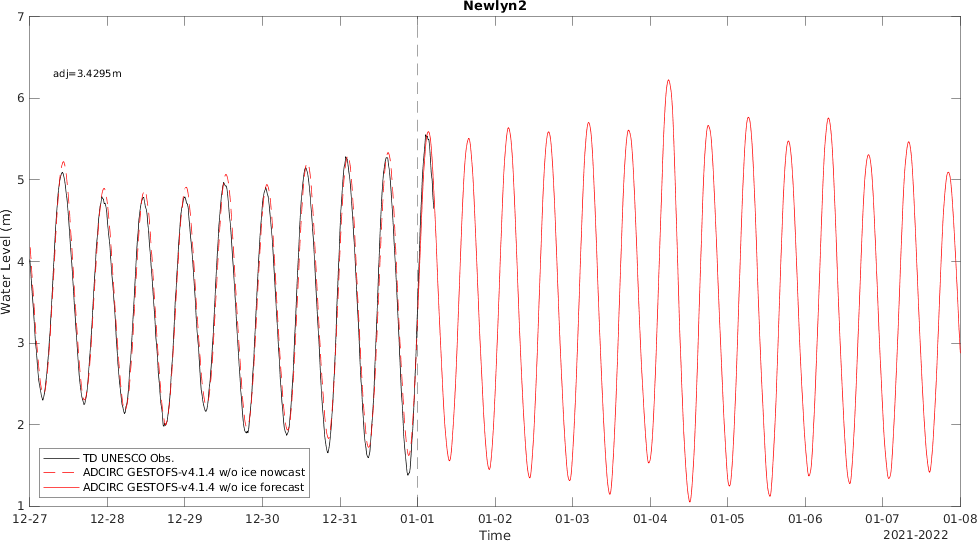 Newlyn2
7
6
5
4
3
2
1
Water Level (m)
adj=3.4295m
TD UNESCO Obs.
ADCIRC GESTOFS-v4.1.4 w/o ice nowcast
ADCIRC GESTOFS-v4.1.4 w/o ice forecast
12-27 12-28 12-29 12-30 12-31 01-01 01-02 01-03 01-04 01-05 01-06 01-07 01-08
Time
2021-2022